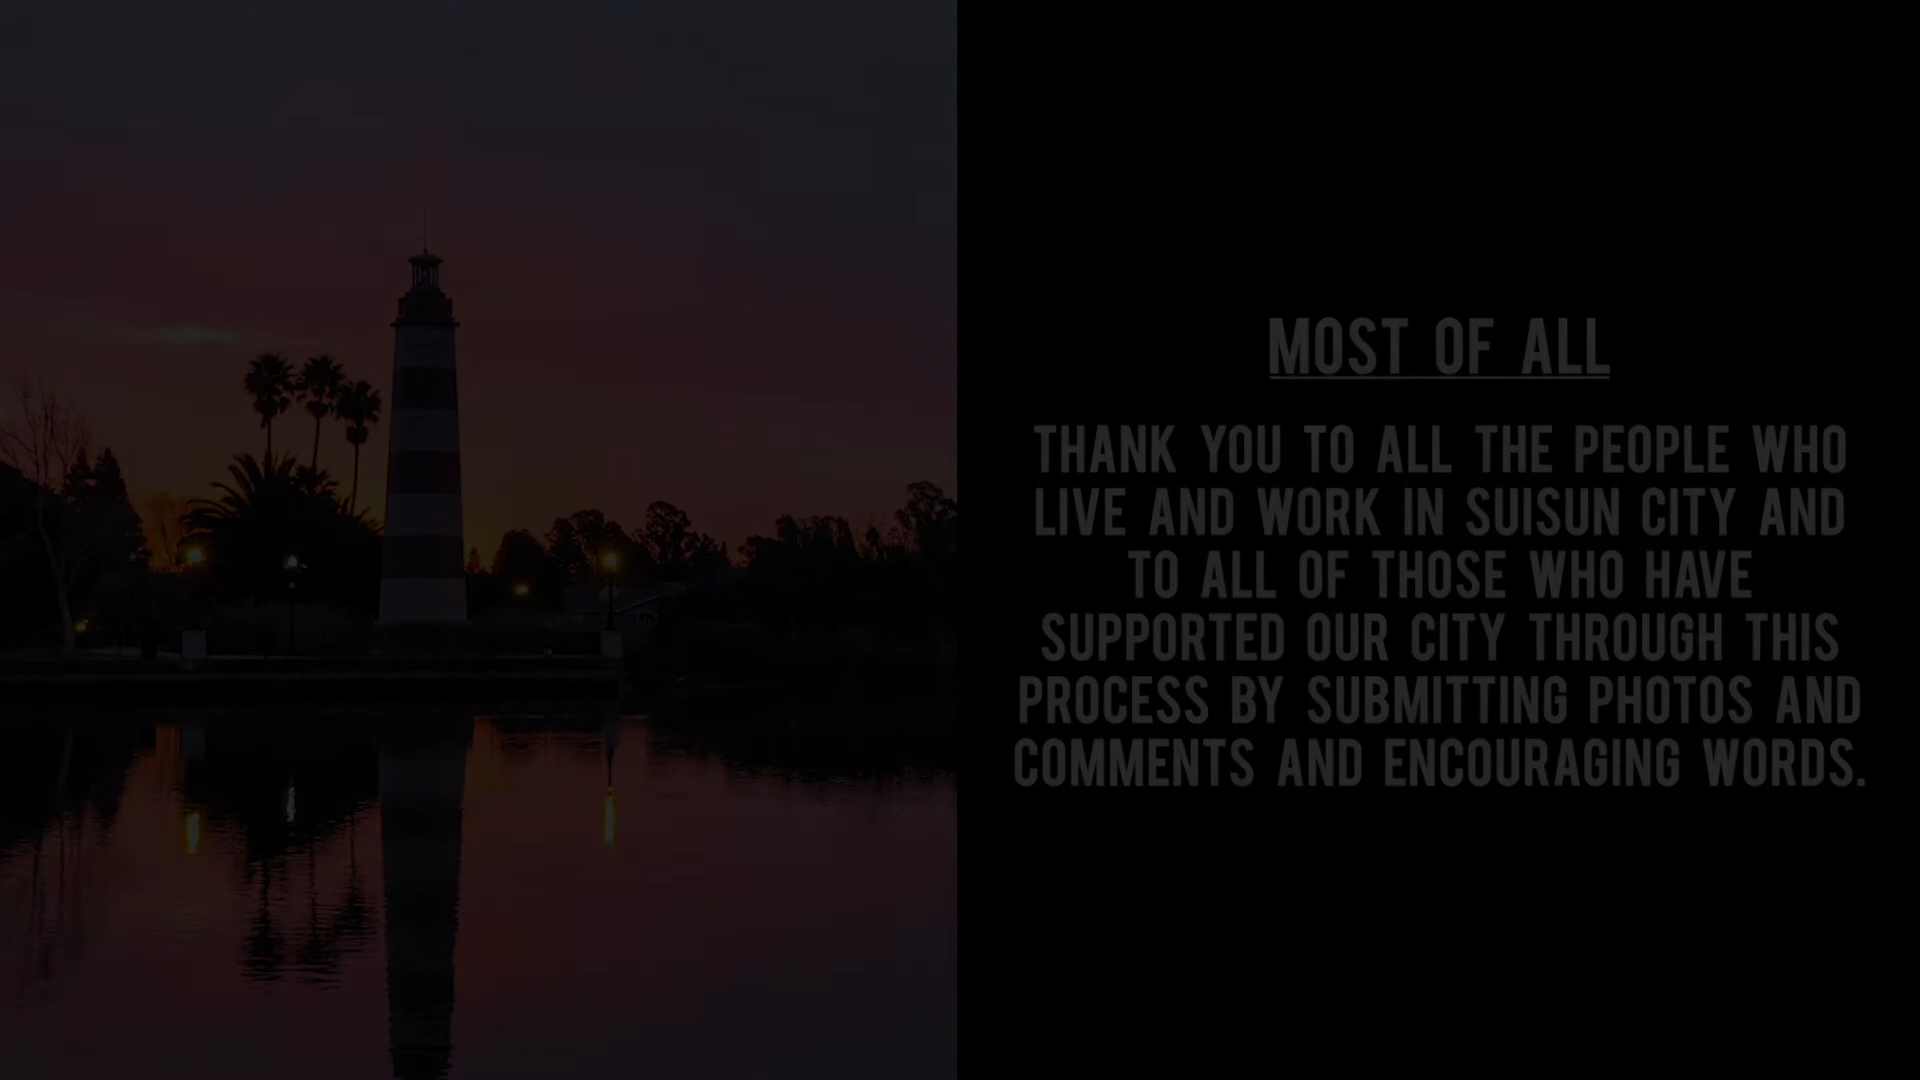 MOST OF ALL
THANK YOU TO ALL THE PEOPLE WHO
LIVE AND WORK IN SUISUN CITY AND
TO ALL OF THOSE WHO HAVE
SUPPORTED OUR CITY THROUGH THIS
PROCESS BY SUBMITTING PHOTOS AND
COMMENTS AND ENCOURAGING WORDS.